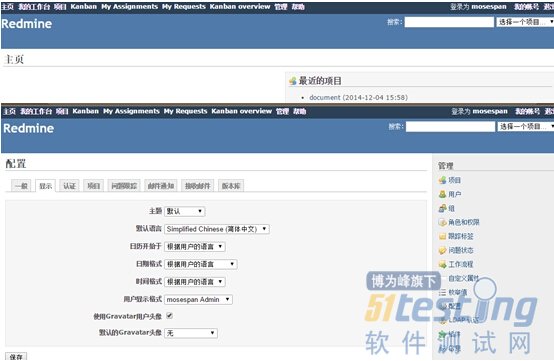 主页 我的工作台 项目 Kanban My Assignments My Requests Kanban overview 管理 帮助 登录为 mosespan 我的帐号
Redmine
搜索: 选择一个项目...
主页
最近的项目
document (2014-12-04 15:58)
主页 我的工作台 项目 Kanban My Assignments My Requests Kanban overview 管理 帮助 登录为 mosespan 我的帐号
Redmine
搜索: 选择一个项目...
配置
一般 显示 认证 项目 问题跟踪 邮件通知 接收邮件 版本库
主题 默认
默认语言 Simplified Chinese (简体中文)
日历开始于 根据用户的语言
日期格式 根据用户的语言
时间格式 根据用户的语言
用户显示格式 mosespan Admin
使用Gravatar用户头像
默认的Gravatar头像 无
保存
管理
项目
用户
组
角色和权限
跟踪标签
问题状态
工作流程
自定义属性
枚举值
配置
LDAP 认证
博为峰旗下
51testing
软件测试网